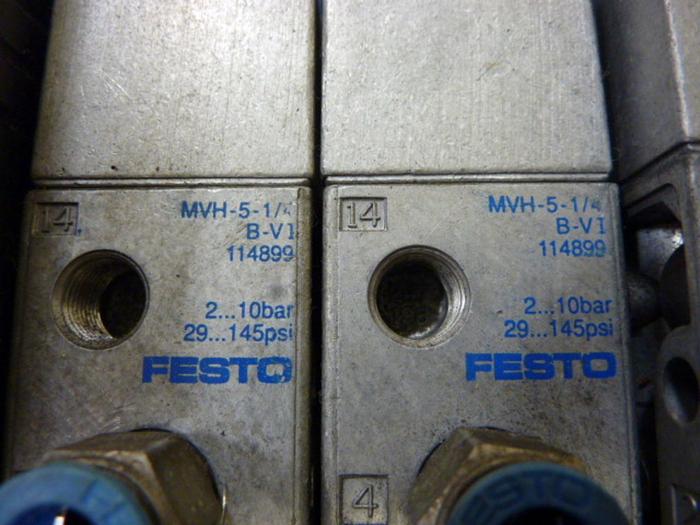 14
MVH-5-1/4
B-VI
114899
2...10bar
29...145psi
FESTO
14
MVH-5-1/4
B-VI
114899
2...10bar
29...145psi
FESTO
4
FESTO